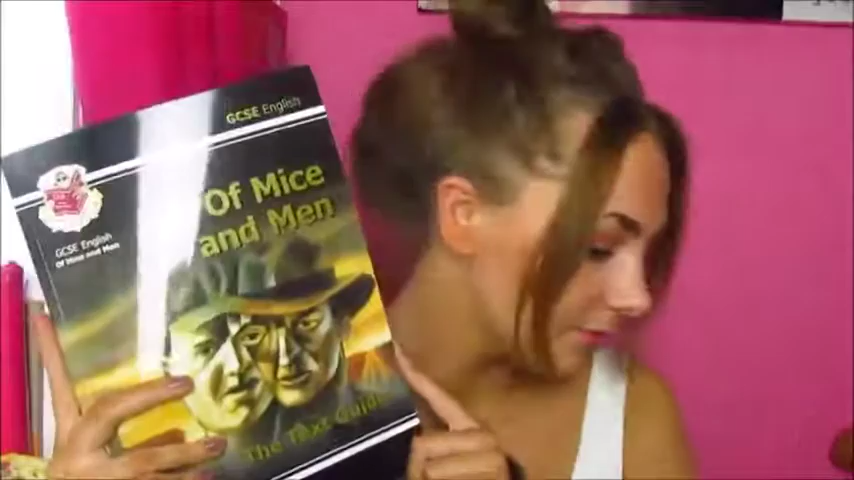 GCSE English
Of Mice
and Men
GCSE English
Of Mice and Men
The Text Guide